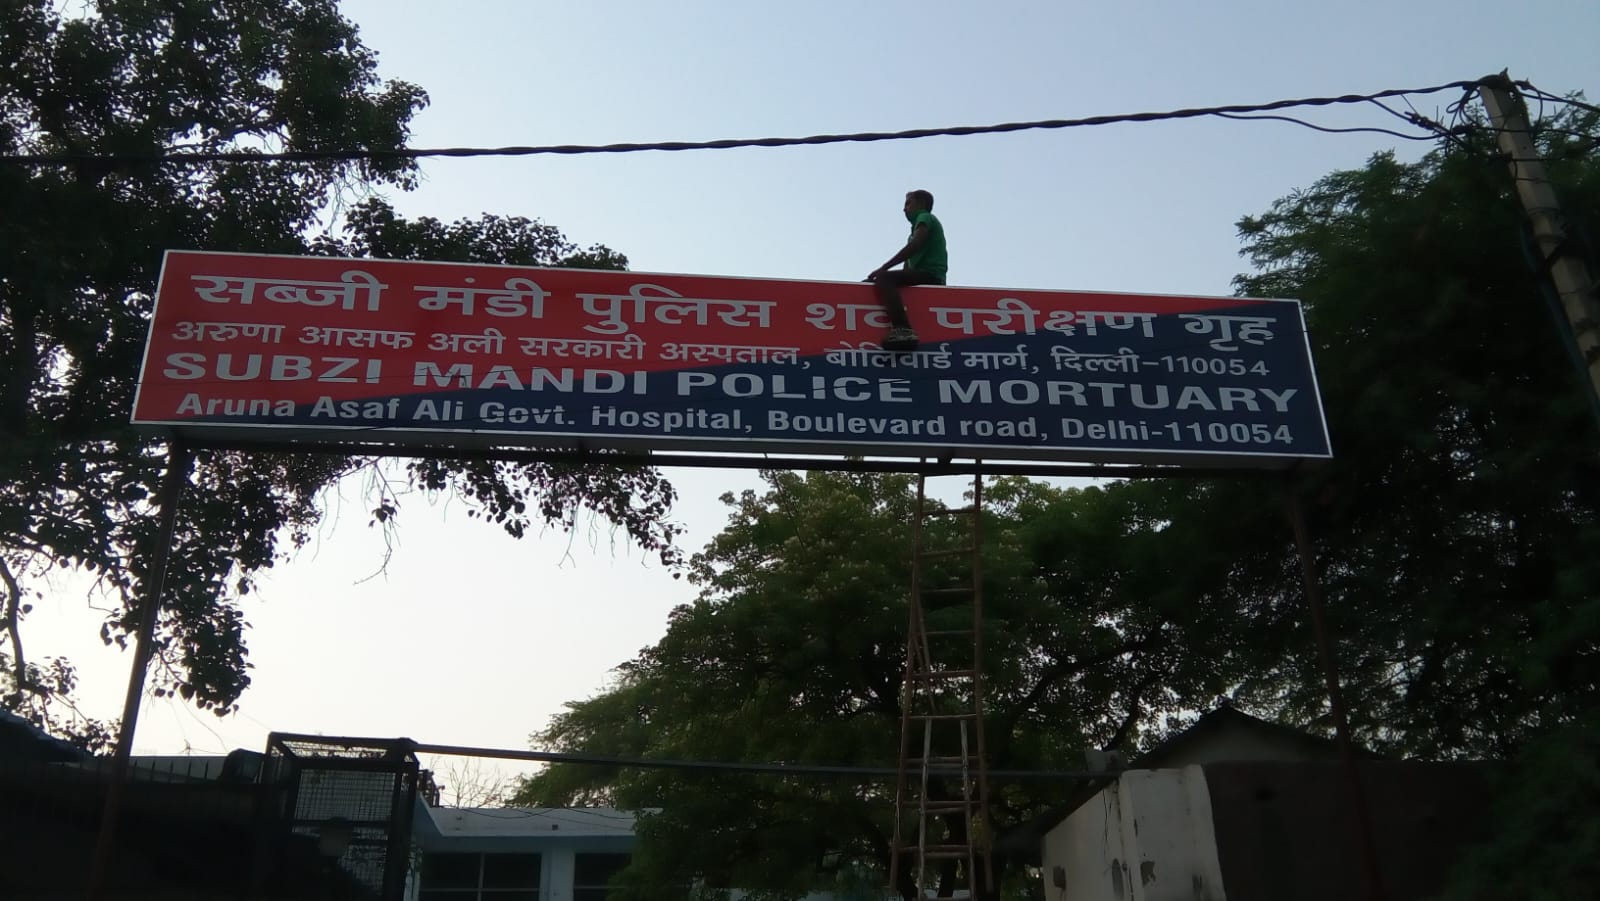 सब्जी मंडी पुलिस शव परीक्षण गृह
अरुणा आसफ अली सरकारी अस्पताल, बोलिवार्ड मार्ग, दिल्ली-110054
SUBZI MANDI POLICE MORTUARY
Aruna Asaf Ali Govt. Hospital, Boulevard road, Delhi-110054